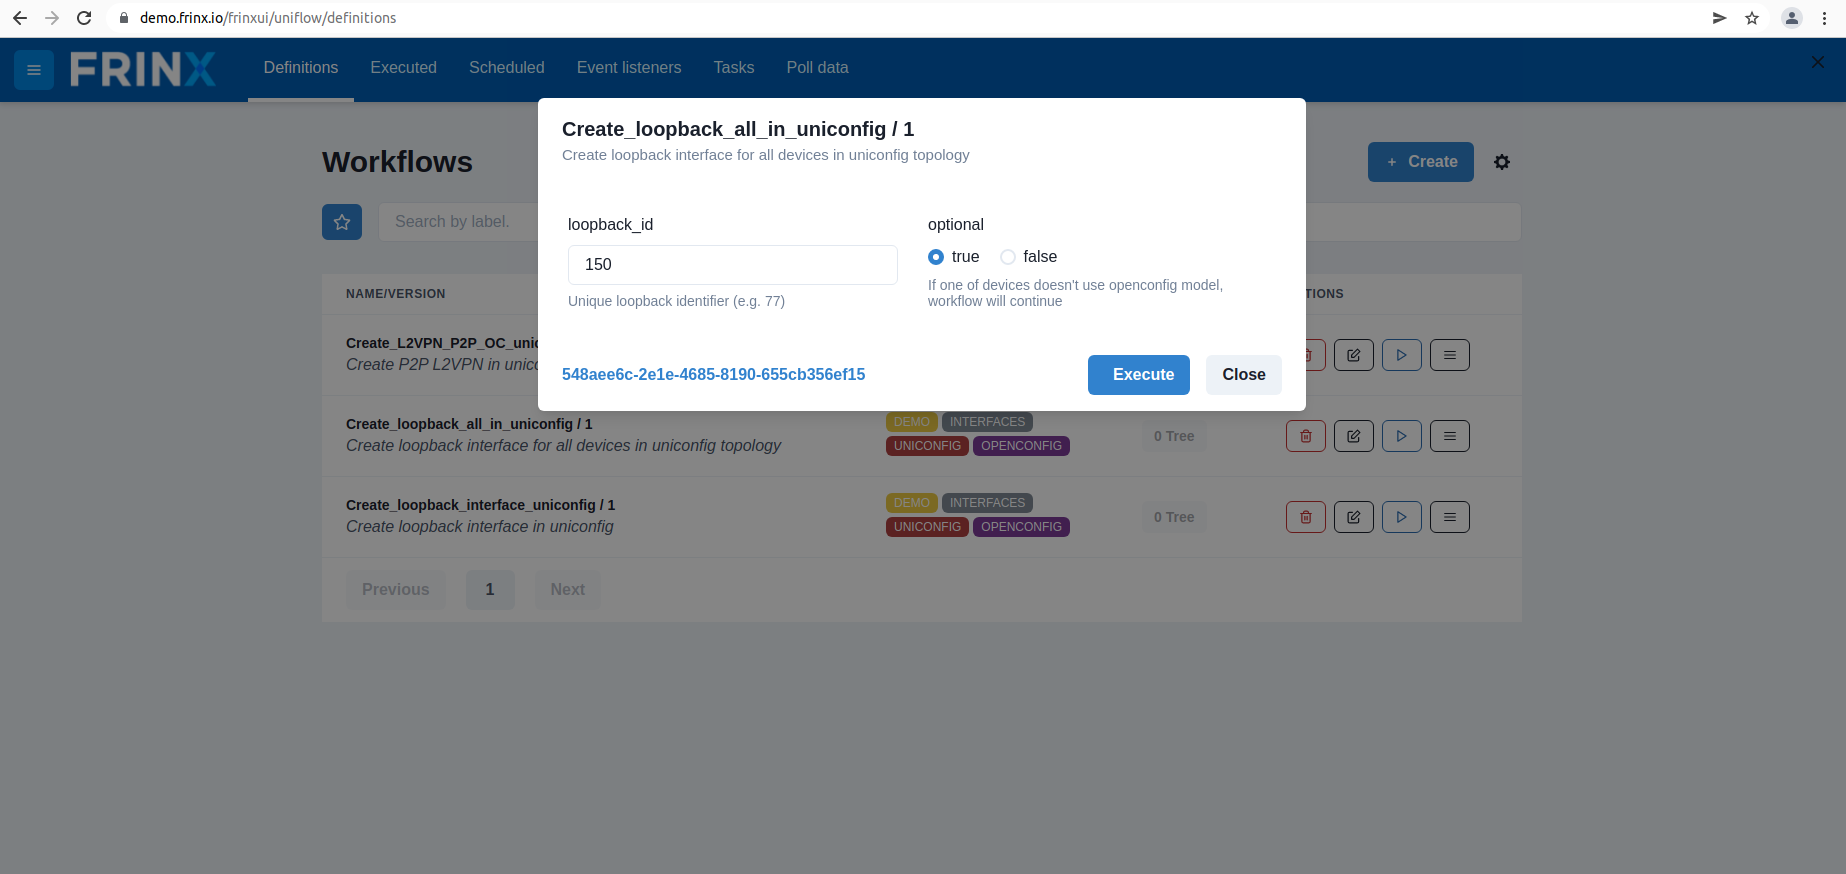 demo.frinx.io/frinxui/uniflow/definitions
FRINX
Definitions Executed Scheduled Event listeners Tasks Poll data
Create_loopback_all_in_uniconfig / 1
Create loopback interface for all devices in uniconfig topology
Workflows
+ Create
Search by label.
loopback_id
150
Unique loopback identifier (e.g. 77)
optional
true false
If one of devices doesn't use openconfig model,
workflow will continue
548aee6c-2e1e-4685-8190-655cb356ef15
Execute Close
NAME/VERSION
Create_L2VPN_P2P_OC_unic
Create P2P L2VPN in
Create_loopback_all_in_uniconfig / 1
Create loopback interface for all devices in uniconfig topology
DEMO INTERFACES
UNICONFIG OPENCONFIG
0 Tree
Create_loopback_interface_uniconfig / 1
Create loopback interface in uniconfig
DEMO INTERFACES
UNICONFIG OPENCONFIG
0 Tree
Previous 1 Next